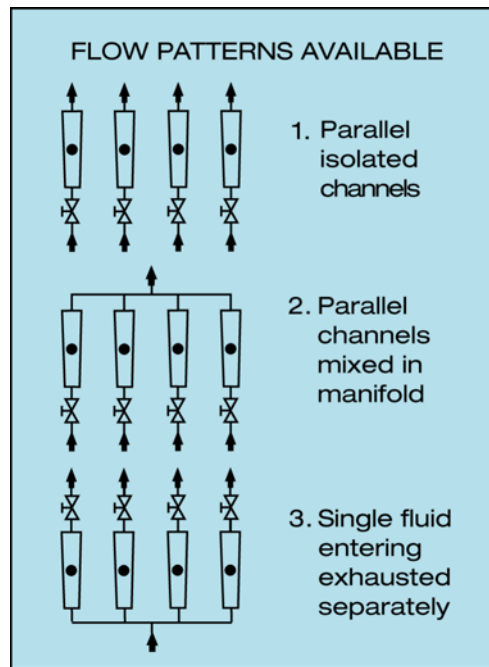 FLOW PATTERNS AVAILABLE
1. Parallel
isolated
channels
2. Parallel
channels
mixed in
manifold
3. Single fluid
entering
exhausted
separately